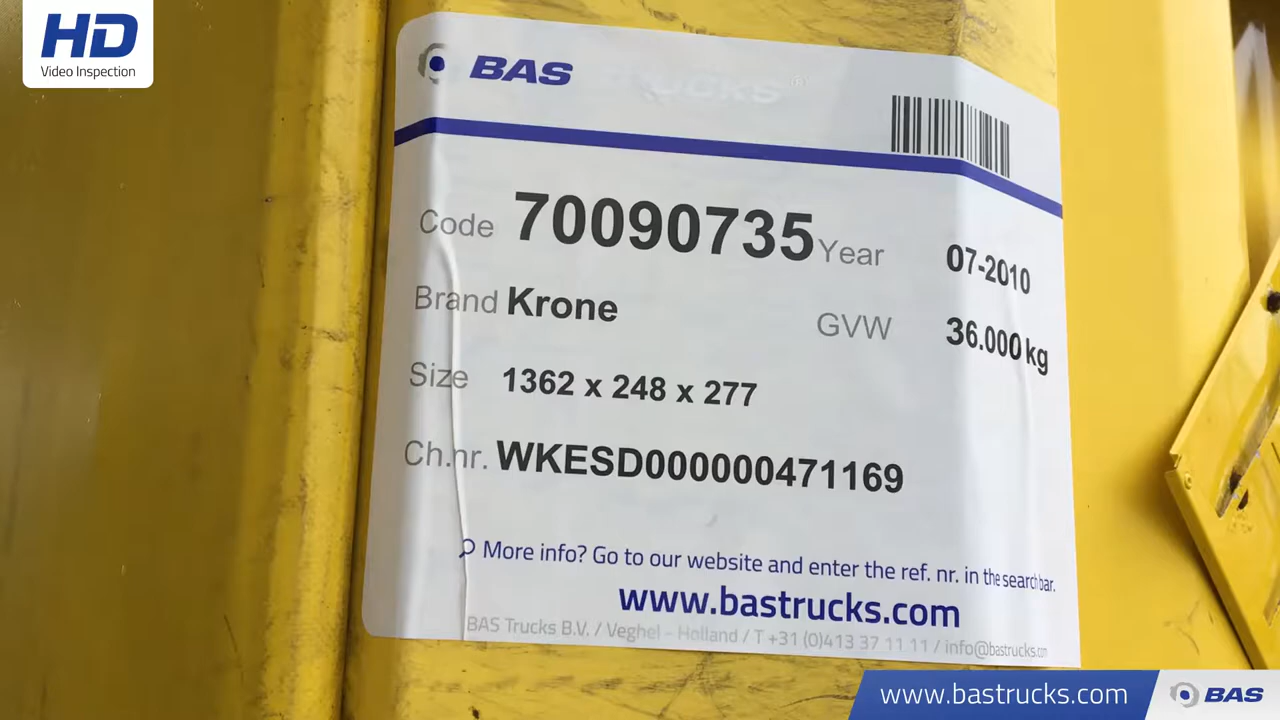 HD
Video Inspection
BAS TRUCKS®
Code 70090735 Year 07-2010
Brand Krone GVW 36.000 kg
Size 1362 x 248 x 277
Ch.nr. WKESD000000471169
More info? Go to our website and enter the ref. nr. in the search bar.
www.bastrucks.com
BAS Trucks B.V. / Veghel - Holland / T +31 (0)413 37 11 11 / info@bastrucks.com
www.bastrucks.com BAS